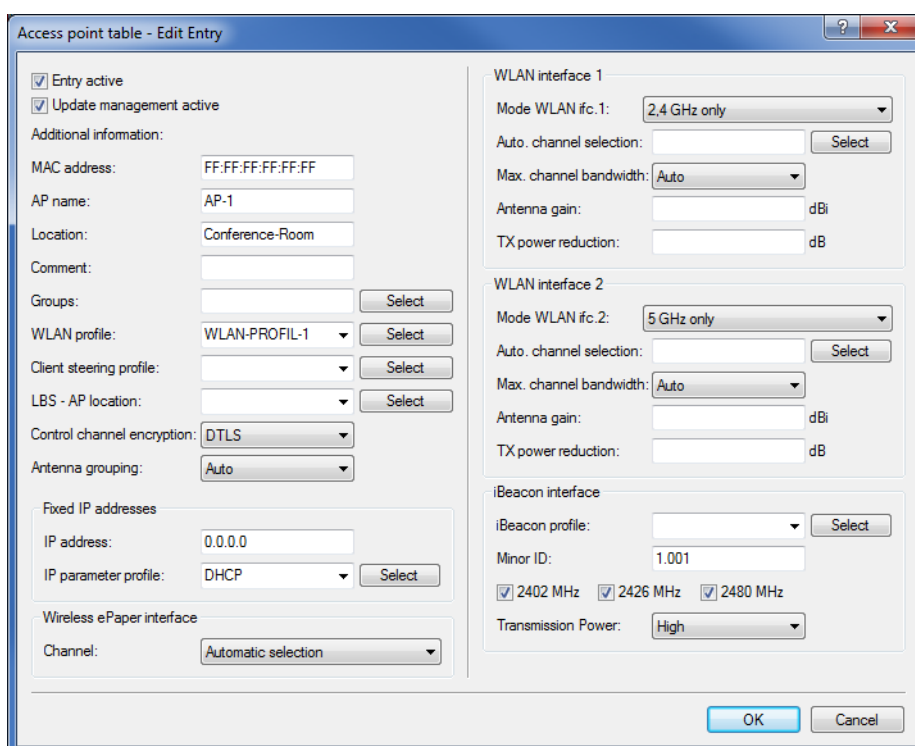 Access point table - Edit Entry
?
x
Entry active
Update management active
Additional information:
MAC address: FF:FF:FF:FF:FF:FF
AP name: AP-1
Location: Conference-Room
Comment:
Groups: Select
WLAN profile: WLAN-PROFIL-1 Select
Client steering profile: Select
LBS - AP location: Select
Control channel encryption: DTLS
Antenna grouping: Auto
Fixed IP addresses
IP address: 0.0.0.0
IP parameter profile: DHCP Select
Wireless ePaper interface
Channel: Automatic selection
WLAN interface 1
Mode WLAN ifc.1: 2,4 GHz only
Auto. channel selection: Select
Max. channel bandwidth: Auto
Antenna gain: dBi
TX power reduction: dB
WLAN interface 2
Mode WLAN ifc.2: 5 GHz only
Auto. channel selection: Select
Max. channel bandwidth: Auto
Antenna gain: dBi
TX power reduction: dB
iBeacon interface
iBeacon profile: Select
Minor ID: 1.001
2402 MHz 2426 MHz 2480 MHz
Transmission Power: High
OK Cancel